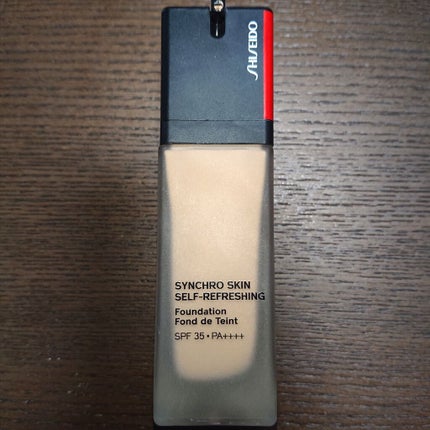 SHISEIDO
SYNCHRO SKIN
SELF-REFRESHING
Foundation
Fond de Teint
SPF 35・PA++++